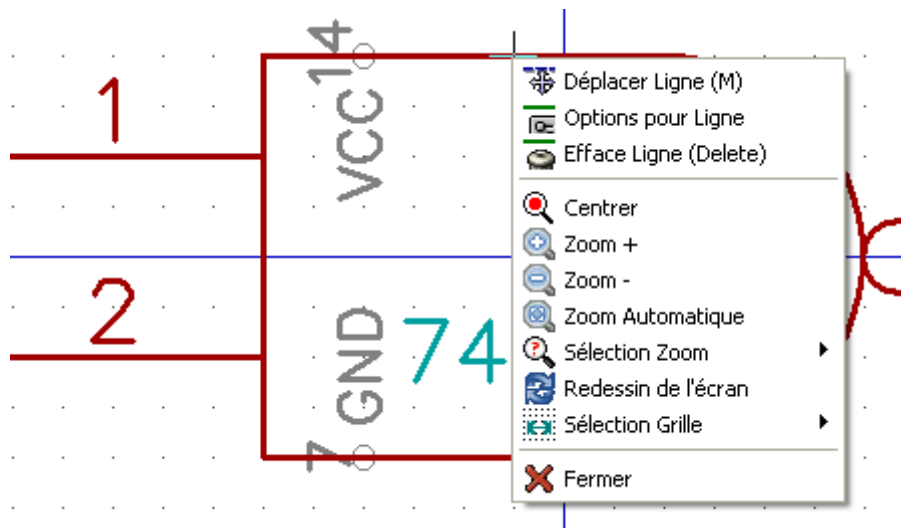 14
VCC
1
2
GND
7
74
Déplacer Ligne (M)
Options pour Ligne
Efface Ligne (Delete)
Centrer
Zoom +
Zoom -
Zoom Automatique
Sélection Zoom
Redessin de l'écran
Sélection Grille
Fermer